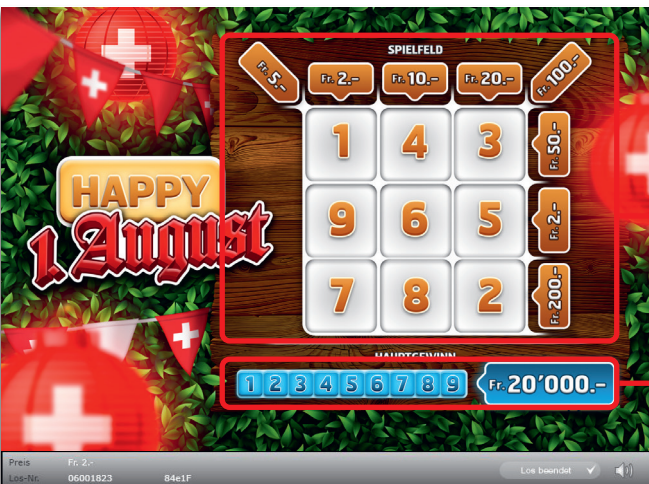 SPIELFELD
Fr. 5.-
Fr. 2.-
Fr. 10.-
Fr. 20.-
Fr. 100.-
1 4 3
Fr. 50.-
HAPPY
1. August
9 6 5
Fr. 2.-
7 8 2
Fr. 200.-
HAUPTGEWINN
1 2 3 4 5 6 7 8 9
Fr. 20'000.-
Preis Fr. 2.-
Los beendet
Los-Nr. 06001823 84e1F